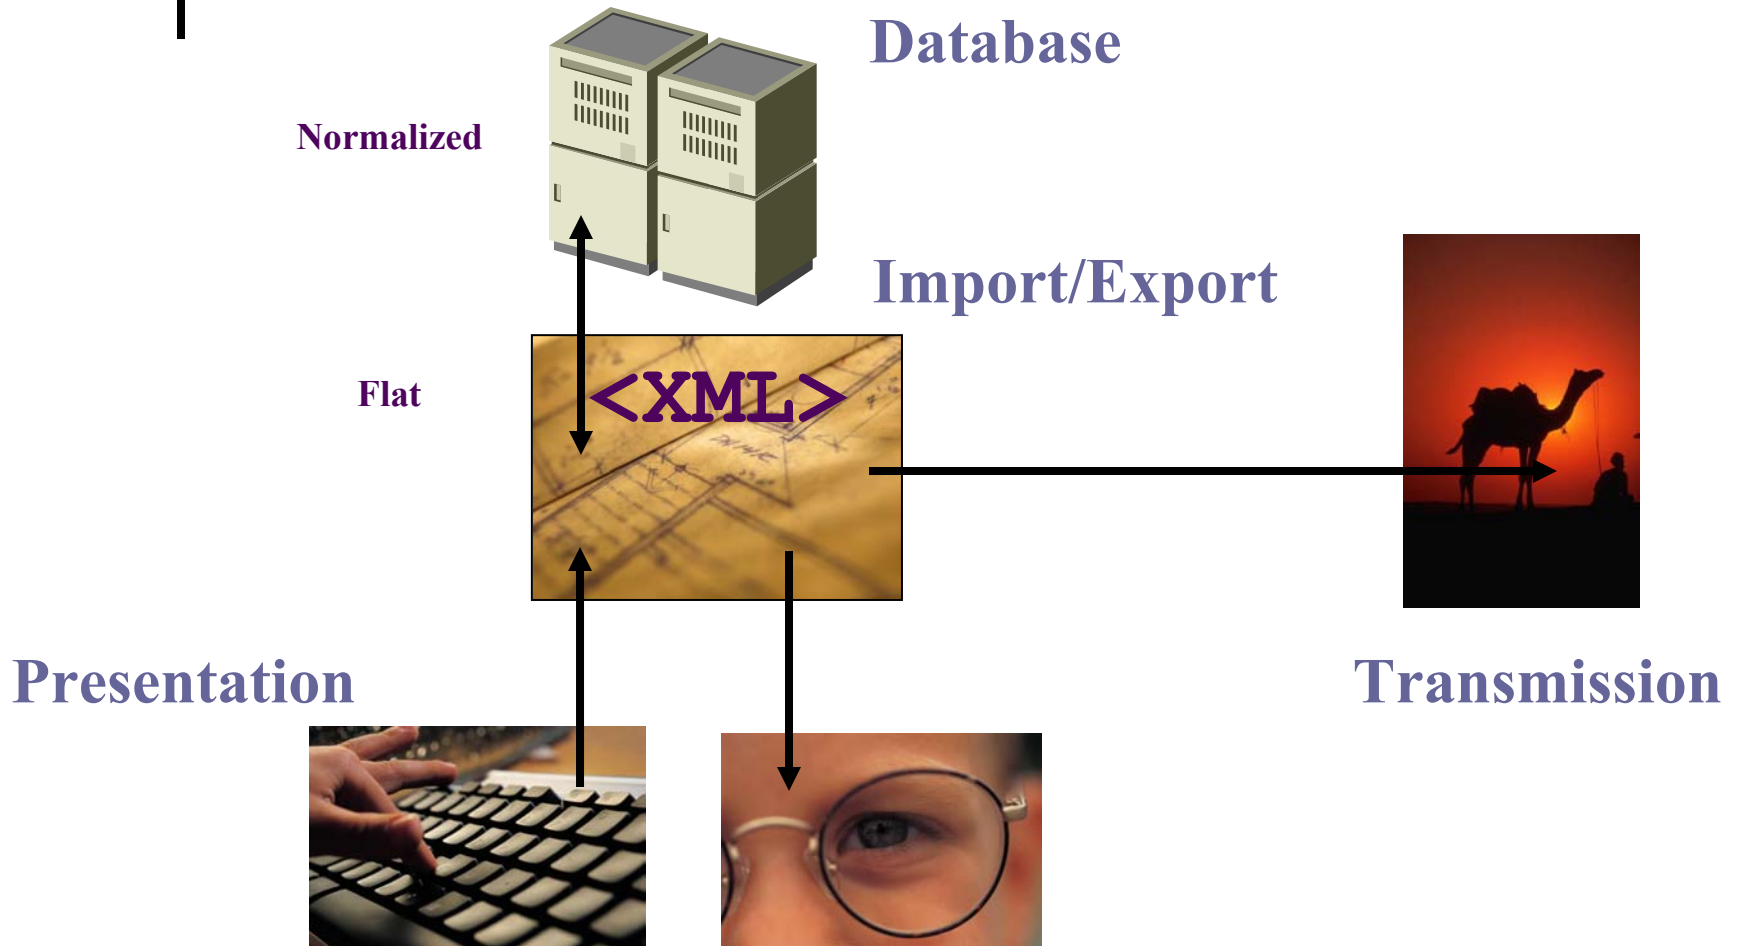 Database
Normalized
Import/Export
Flat
<XML>
Presentation
Transmission